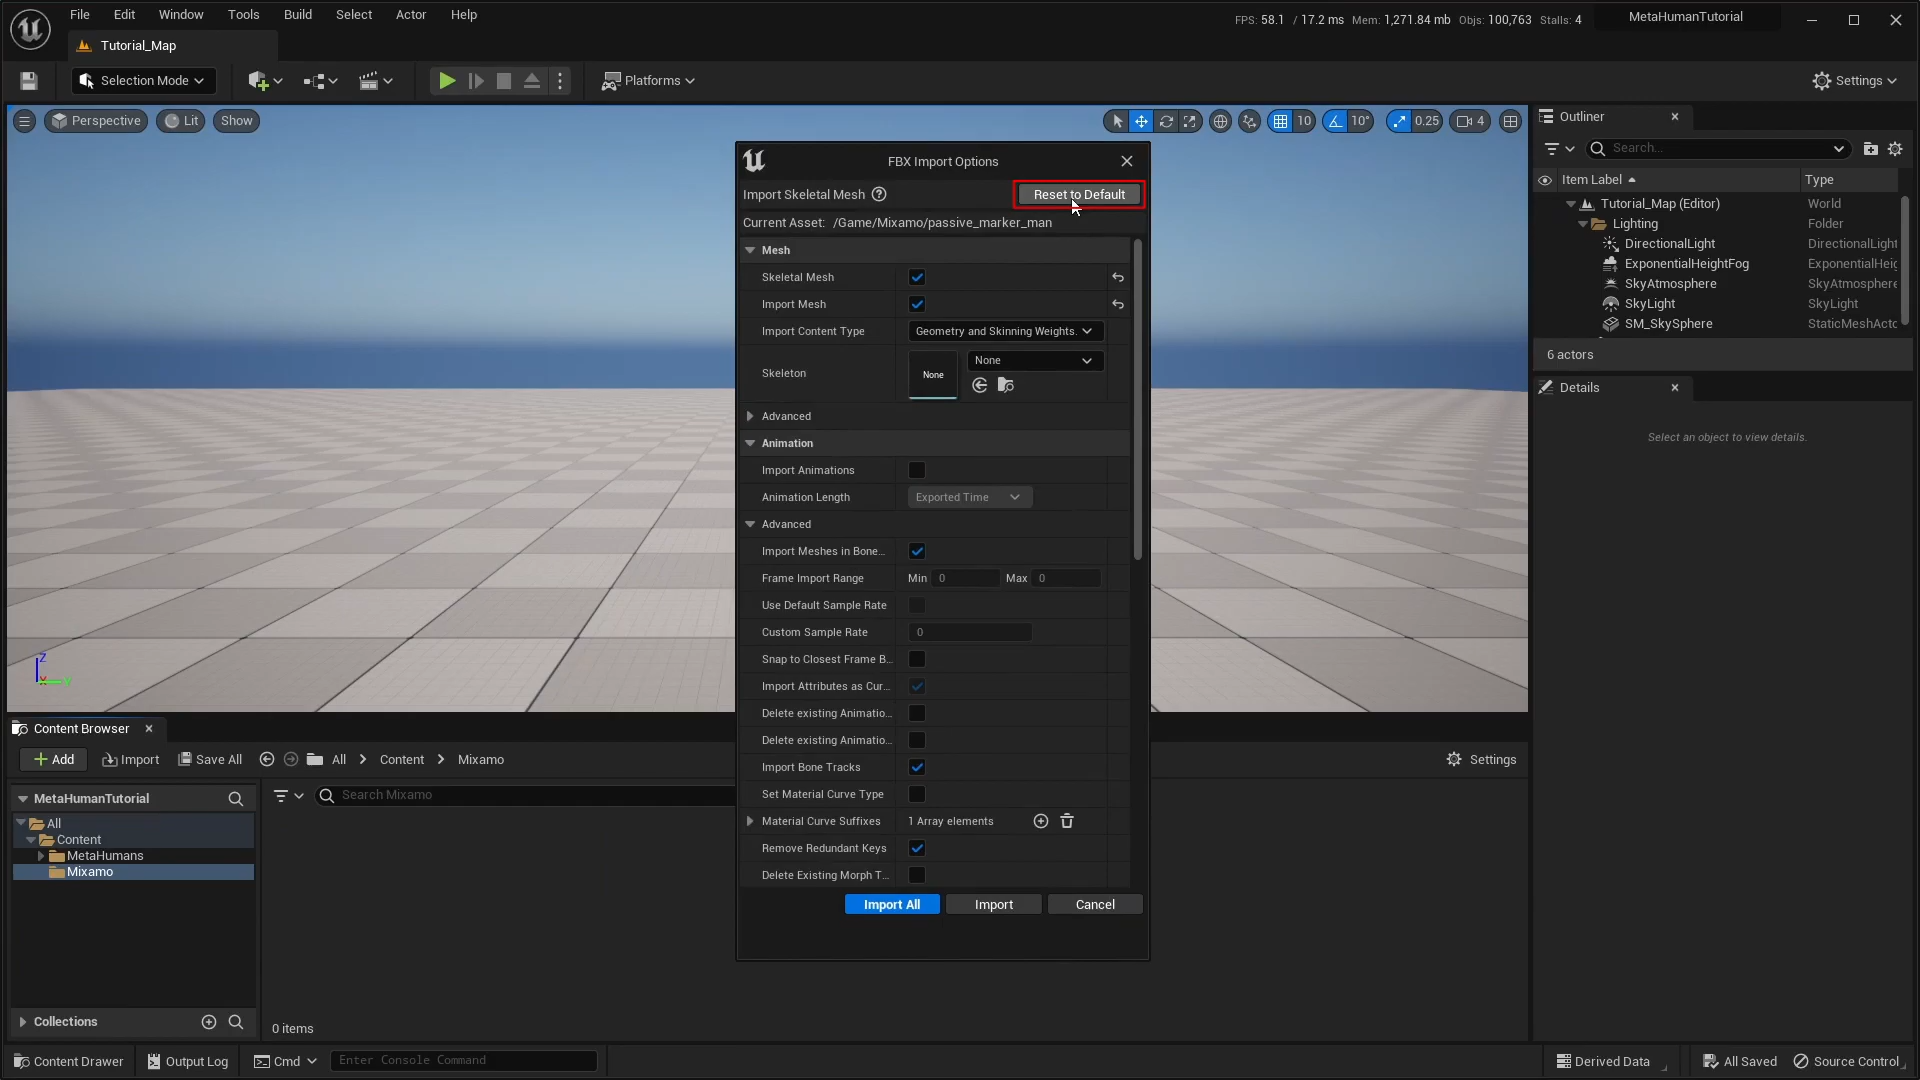 File Edit Window Tools Build Select Actor Help
FPS: 58.1 / 17.2 ms Mem: 1,271.84 mb Objs: 100,763 Stalls: 4
MetaHumanTutorial
Tutorial_Map
Selection Mode
Platforms
Settings
Perspective
Lit
Show
10
10°
0.25
4
Outliner
Search...
Item Label
Type
Tutorial_Map (Editor) World
Lighting Folder
DirectionalLight DirectionalLight
ExponentialHeightFog ExponentialHeig
SkyAtmosphere SkyAtmosphere
SkyLight SkyLight
SM_SkySphere StaticMeshActo
6 actors
Details
Select an object to view details.
FBX Import Options
Import Skeletal Mesh
Reset to Default
Current Asset: /Game/Mixamo/passive_marker_man
Mesh
Skeletal Mesh
Import Mesh
Import Content Type Geometry and Skinning Weights.
Skeleton None None
Advanced
Animation
Import Animations
Animation Length Exported Time
Advanced
Import Meshes in Bone...
Frame Import Range Min 0 Max 0
Use Default Sample Rate
Custom Sample Rate 0
Snap to Closest Frame B...
Import Attributes as Cur...
Delete existing Animatio...
Delete existing Animatio...
Import Bone Tracks
Set Material Curve Type
Material Curve Suffixes 1 Array elements
Remove Redundant Keys
Delete Existing Morph T...
Import All
Import
Cancel
Content Browser
Add
Import
Save All
All
Content
Mixamo
Settings
MetaHumanTutorial
Search Mixamo
All
Content
MetaHumans
Mixamo
Collections
0 items
Content Drawer
Output Log
Cmd
Enter Console Command
Derived Data
All Saved
Source Control